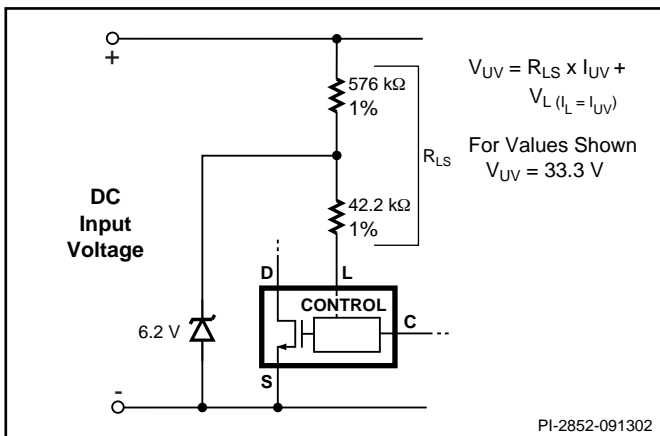 +
576 kΩ
1%
V_UV = R_LS x I_UV +
V_L (I_L = I_UV)
For Values Shown
V_UV = 33.3 V
R_LS
DC
Input
Voltage
42.2 kΩ
1%
D
L
CONTROL
C
6.2 V
S
-
PI-2852-091302